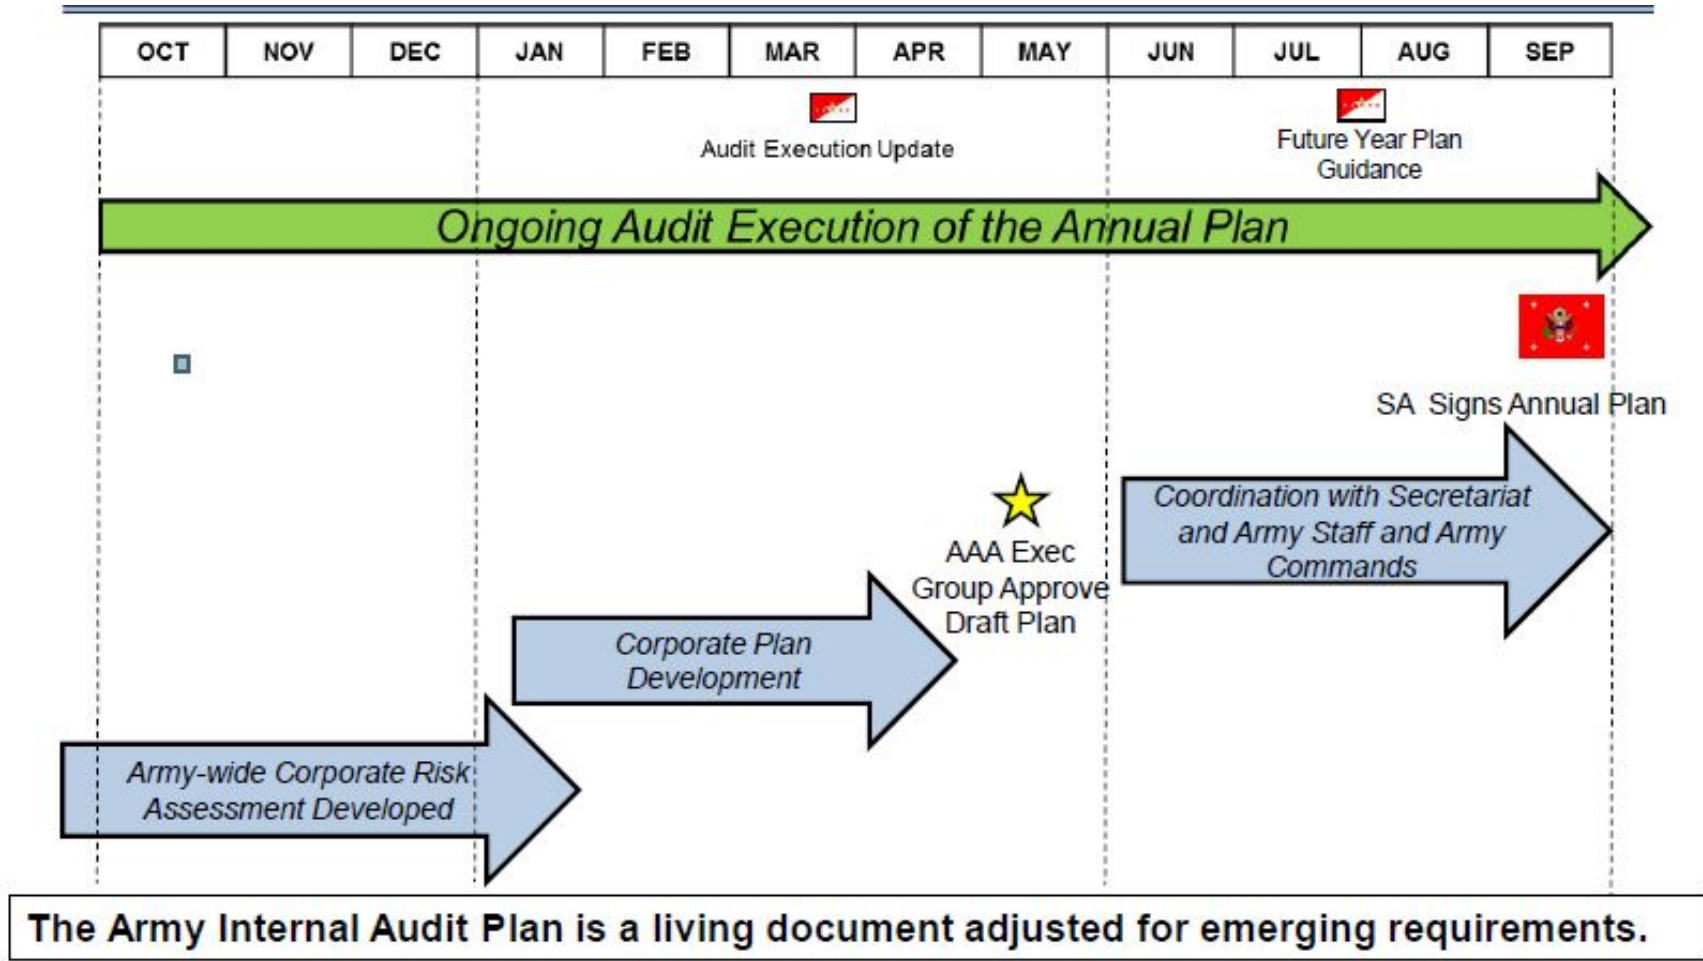 OCT NOV DEC JAN FEB MAR APR MAY JUN JUL AUG SEP
Audit Execution Update
Future Year Plan
Guidance
Ongoing Audit Execution of the Annual Plan
SA Signs Annual Plan
Coordination with Secretariat
and Army Staff and Army
Commands
AAA Exec
Group Approve
Draft Plan
Corporate Plan
Development
Army-wide Corporate Risk
Assessment Developed
The Army Internal Audit Plan is a living document adjusted for emerging requirements.